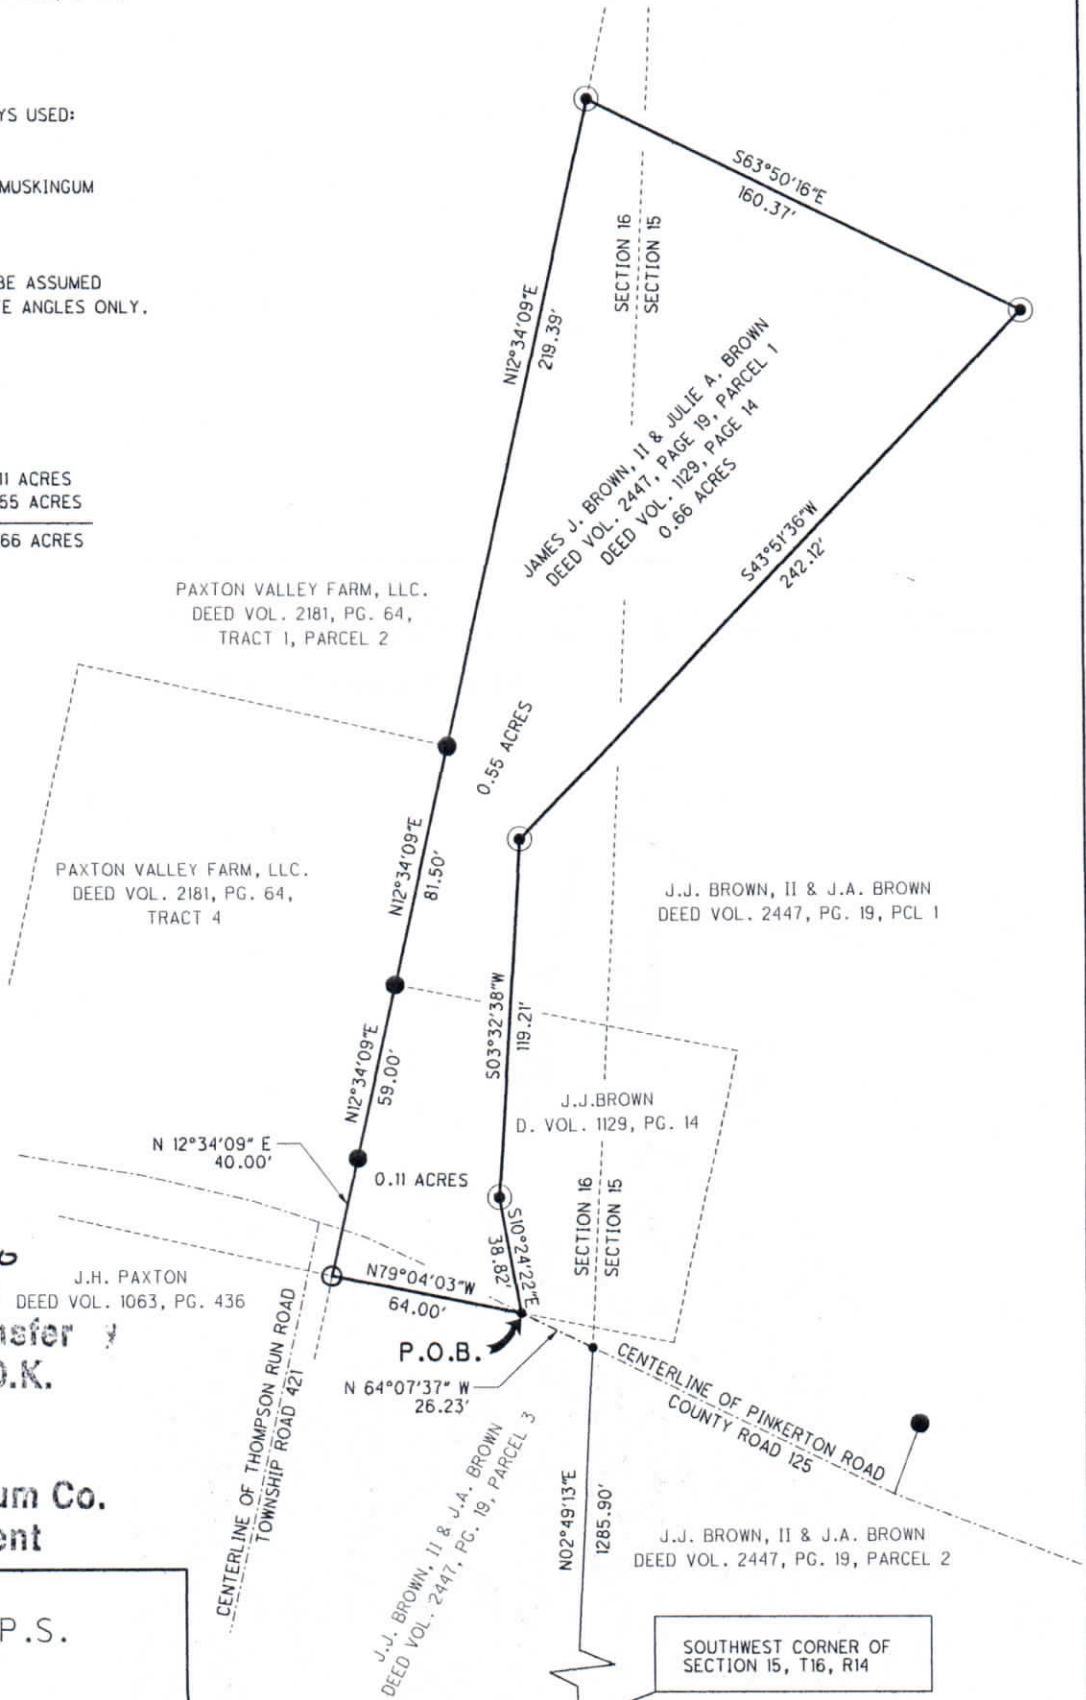 YS USED:
MUSKINGUM
BE ASSUMED
E ANGLES ONLY.
11 ACRES
55 ACRES
66 ACRES
S63°50'16"E
160.37'
SECTION 16
SECTION 15
N12°34'09"E
219.39'
JAMES J. BROWN, II & JULIE A. BROWN
DEED VOL. 2447, PAGE 19, PARCEL 1
DEED VOL. 1129, PAGE 14
0.66 ACRES
S43°51'36"W
242.12'
PAXTON VALLEY FARM, LLC.
DEED VOL. 2181, PG. 64,
TRACT 1, PARCEL 2
0.55 ACRES
N12°34'09"E
81.50'
PAXTON VALLEY FARM, LLC.
DEED VOL. 2181, PG. 64,
TRACT 4
J.J. BROWN, II & J.A. BROWN
DEED VOL. 2447, PG. 19, PCL 1
S03°32'38"W
119.21'
N12°34'09"E
59.00'
J.J.BROWN
D. VOL. 1129, PG. 14
N 12°34'09" E
40.00'
0.11 ACRES
SECTION 16
SECTION 15
S10°24'22"E
38.82'
J.H. PAXTON
DEED VOL. 1063, PG. 436
N79°04'03"W
64.00'
nsfer
O.K.
P.O.B.
N 64°07'37" W
26.23'
CENTERLINE OF THOMPSON RUN ROAD
TOWNSHIP ROAD 421
CENTERLINE OF PINKERTON ROAD
COUNTY ROAD 125
um Co.
ent
J.J. BROWN, II & J.A. BROWN
DEED VOL. 2447, PG. 19, PARCEL 3
N02°49'13"E
1285.90'
J.J. BROWN, II & J.A. BROWN
DEED VOL. 2447, PG. 19, PARCEL 2
P.S.
SOUTHWEST CORNER OF
SECTION 15, T16, R14